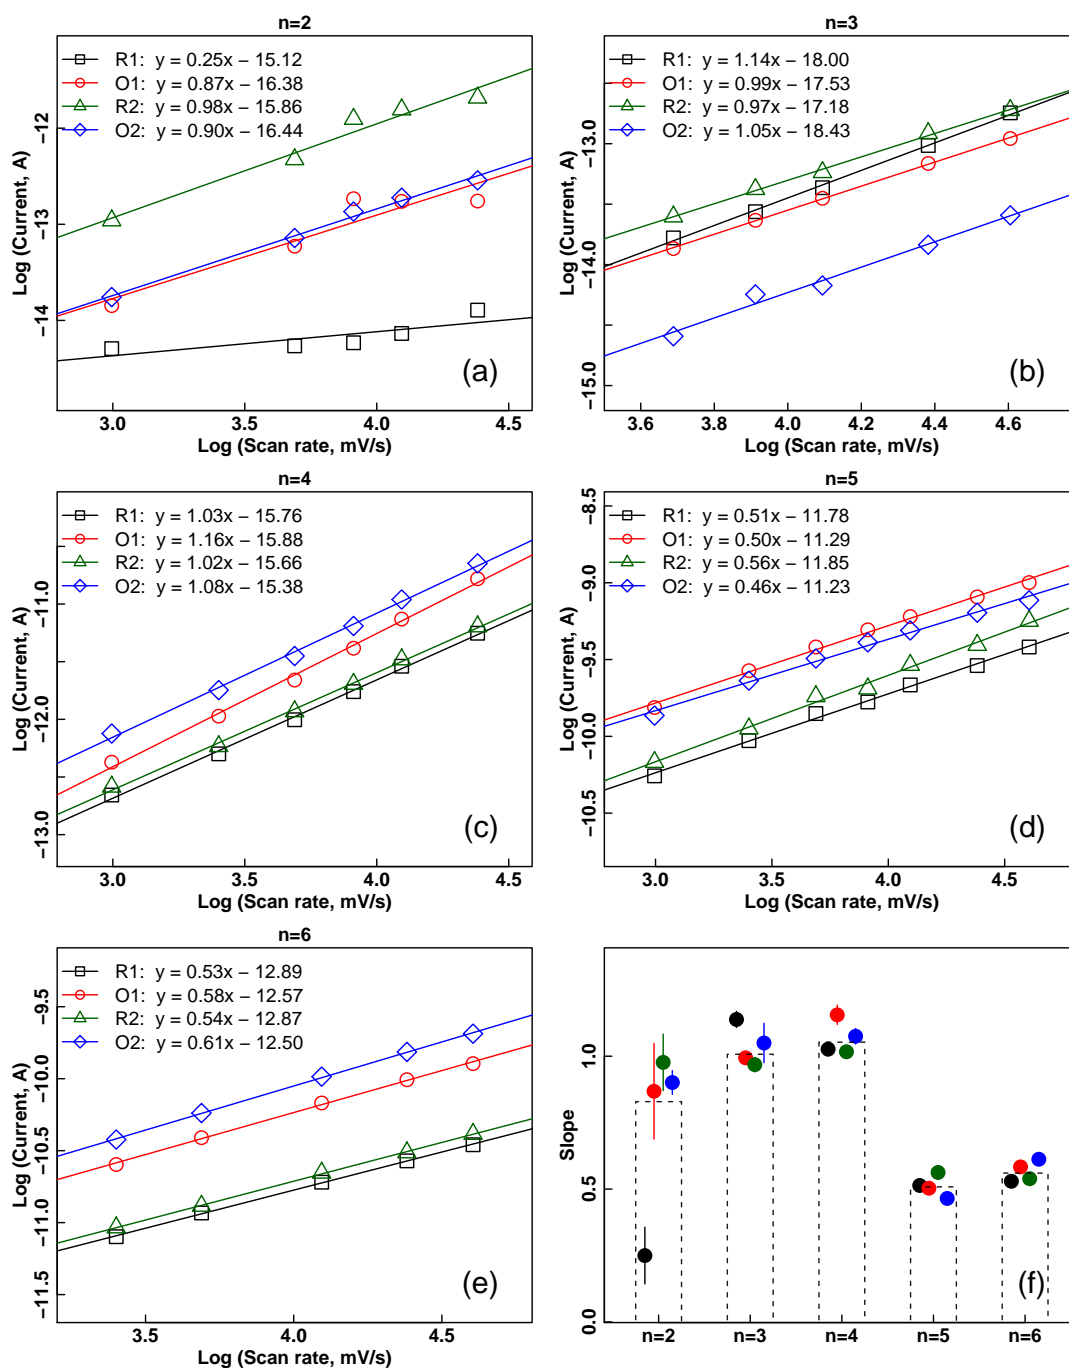 n=2
R1: y = 0.25x − 15.12
O1: y = 0.87x − 16.38
R2: y = 0.98x − 15.86
O2: y = 0.90x − 16.44
Log (Current, A)
−12
−13
−14
(a)
3.0 3.5 4.0 4.5
Log (Scan rate, mV/s)
n=3
R1: y = 1.14x − 18.00
O1: y = 0.99x − 17.53
R2: y = 0.97x − 17.18
O2: y = 1.05x − 18.43
Log (Current, A)
−13.0
−14.0
−15.0
(b)
3.6 3.8 4.0 4.2 4.4 4.6
Log (Scan rate, mV/s)
n=4
R1: y = 1.03x − 15.76
O1: y = 1.16x − 15.88
R2: y = 1.02x − 15.66
O2: y = 1.08x − 15.38
Log (Current, A)
−11.0
−12.0
−13.0
(c)
3.0 3.5 4.0 4.5
Log (Scan rate, mV/s)
n=5
R1: y = 0.51x − 11.78
O1: y = 0.50x − 11.29
R2: y = 0.56x − 11.85
O2: y = 0.46x − 11.23
Log (Current, A)
−8.5
−9.0
−9.5
−10.0
−10.5
(d)
3.0 3.5 4.0 4.5
Log (Scan rate, mV/s)
n=6
R1: y = 0.53x − 12.89
O1: y = 0.58x − 12.57
R2: y = 0.54x − 12.87
O2: y = 0.61x − 12.50
Log (Current, A)
−9.5
−10.0
−10.5
−11.0
−11.5
(e)
3.5 4.0 4.5
Log (Scan rate, mV/s)
Slope
1.0
0.5
0.0
(f)
n=2 n=3 n=4 n=5 n=6